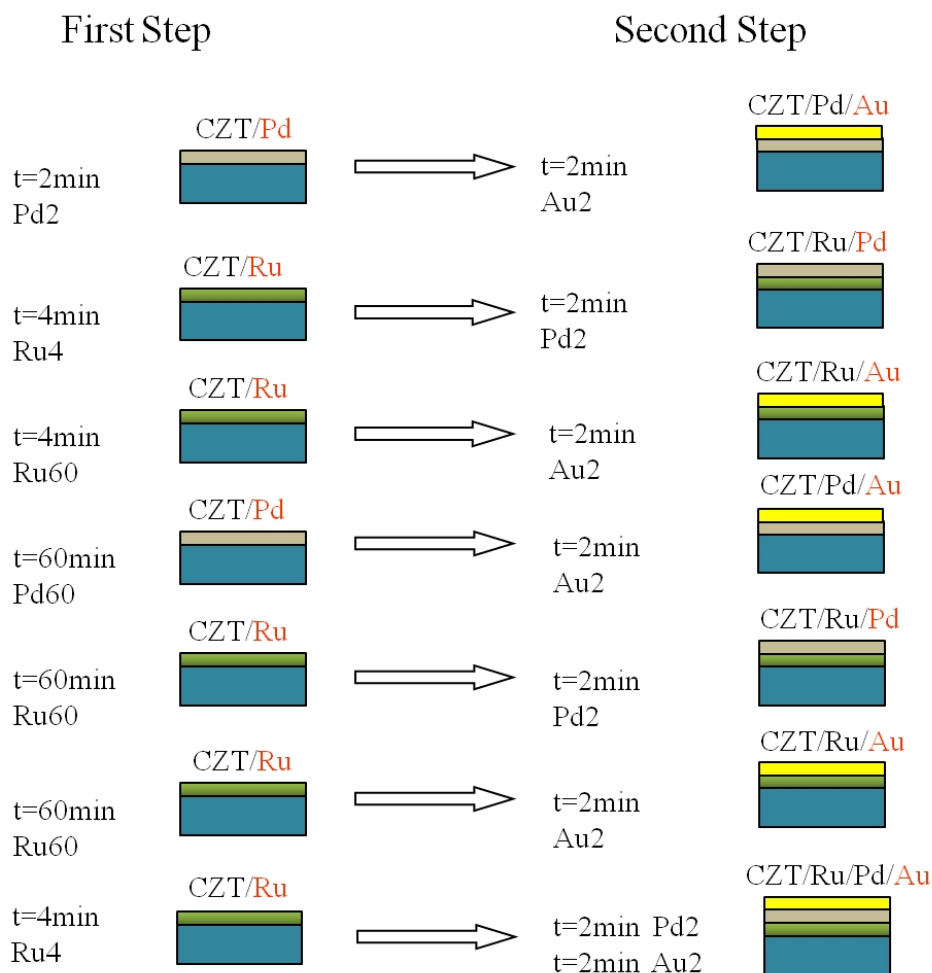 First Step
Second Step
CZT/Pd
t=2min
Pd2
CZT/Pd/Au
t=2min
Au2
CZT/Ru
t=4min
Ru4
CZT/Ru/Pd
t=2min
Pd2
CZT/Ru
t=4min
Ru60
CZT/Ru/Au
t=2min
Au2
CZT/Pd
t=60min
Pd60
CZT/Pd/Au
t=2min
Au2
CZT/Ru
t=60min
Ru60
CZT/Ru/Pd
t=2min
Pd2
CZT/Ru
t=60min
Ru60
CZT/Ru/Au
t=2min
Au2
CZT/Ru
t=4min
Ru4
CZT/Ru/Pd/Au
t=2min Pd2
t=2min Au2